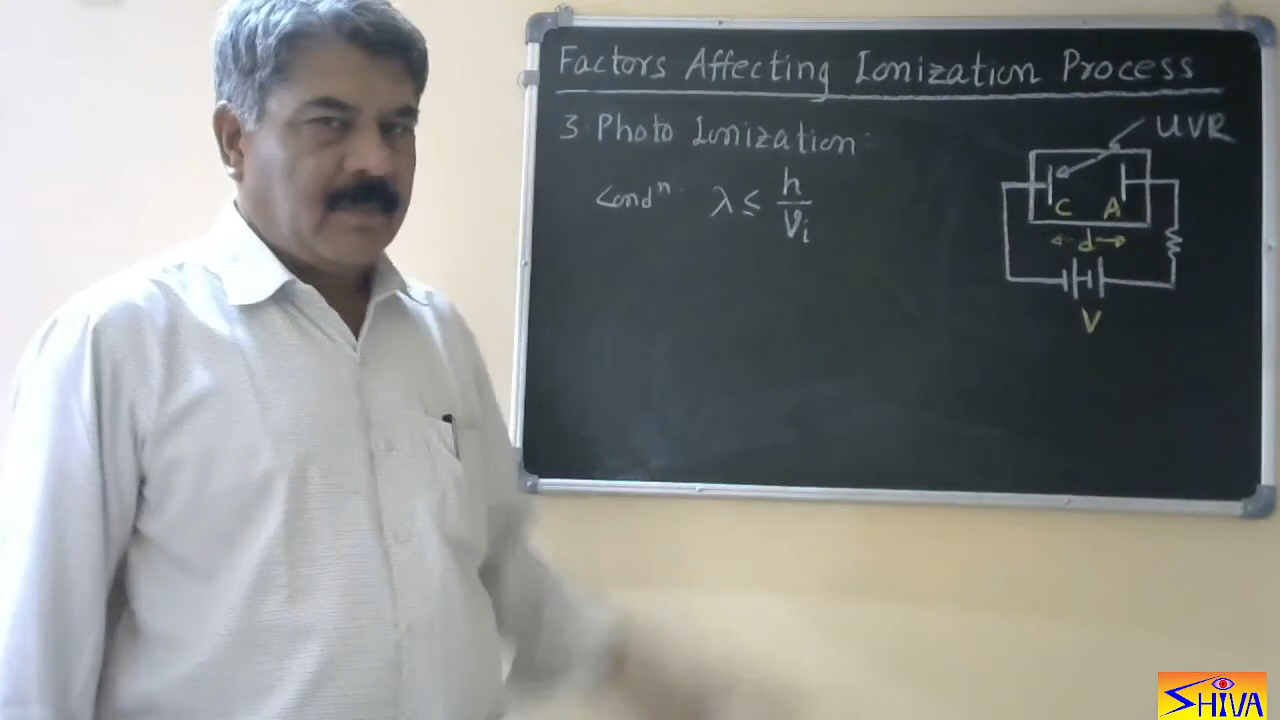 Factors Affecting Ionization Process
3. Photo Ionization:
Condⁿ: λ ≤ h/Vi
UVR
C A
d
V
SHIVA